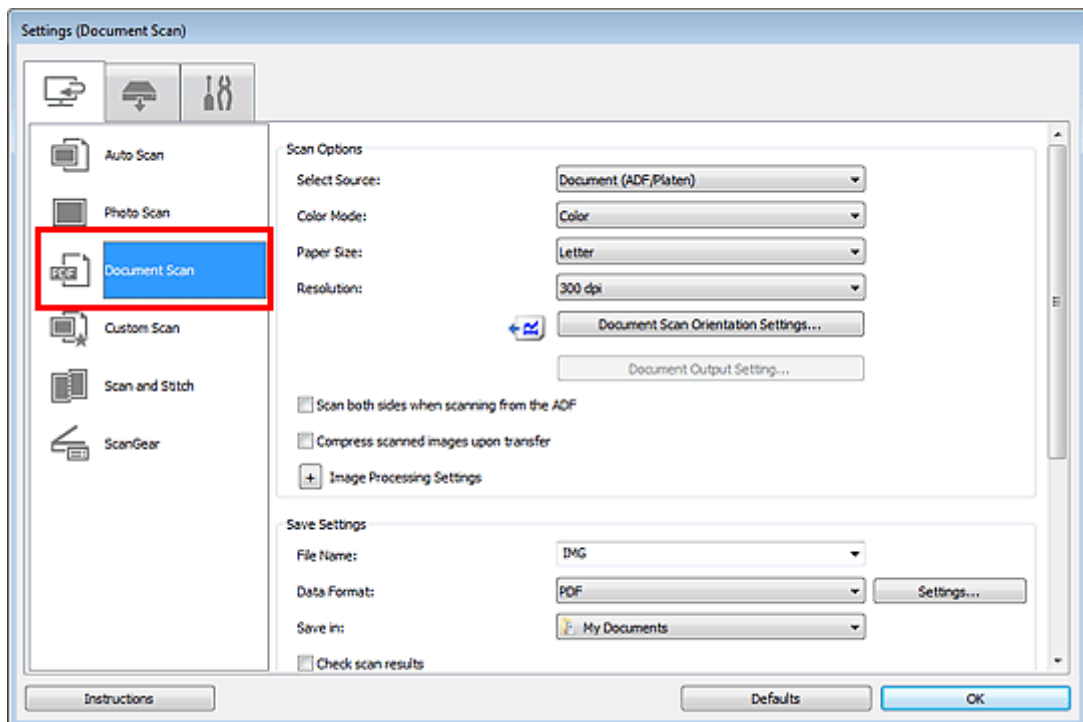 Settings (Document Scan)
Auto Scan
Photo Scan
PDF
Document Scan
Custom Scan
Scan and Stitch
ScanGear
Scan Options
Select Source: Document (ADF/Platen)
Color Mode: Color
Paper Size: Letter
Resolution: 300 dpi
R Document Scan Orientation Settings...
Document Output Setting...
Scan both sides when scanning from the ADF
Compress scanned images upon transfer
+ Image Processing Settings
Save Settings
File Name: IMG
Data Format: PDF Settings...
Save in: My Documents
Check scan results
Instructions Defaults OK